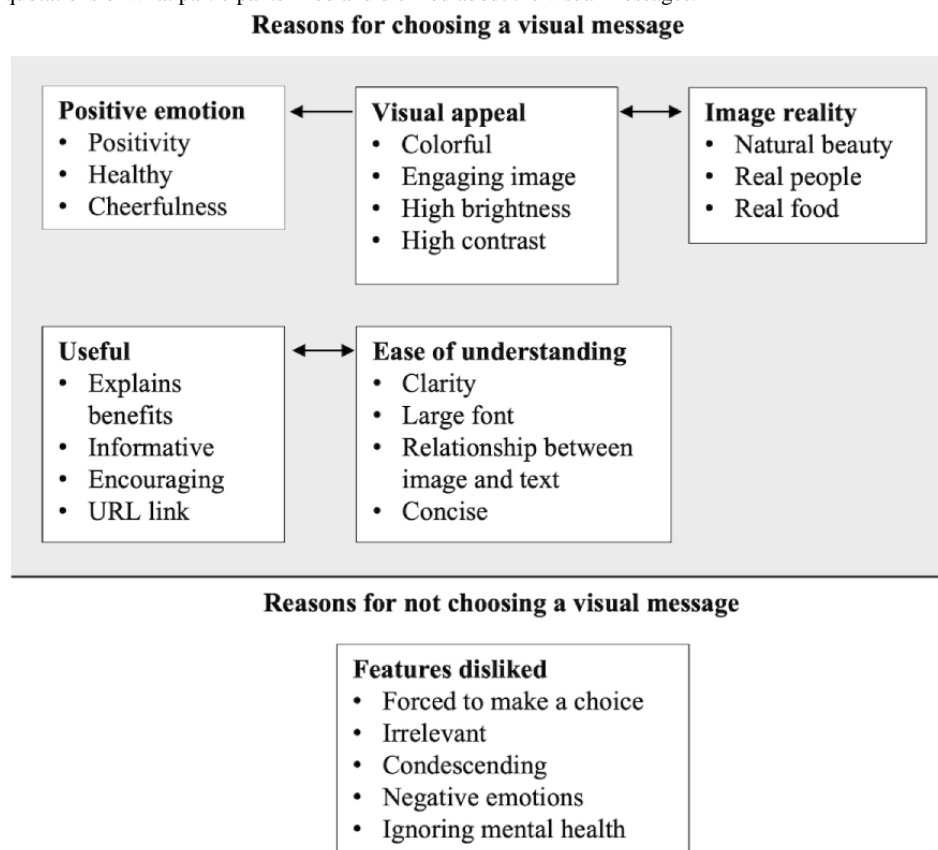 Reasons for choosing a visual message
Positive emotion
• Positivity
• Healthy
• Cheerfulness
Visual appeal
• Colorful
• Engaging image
• High brightness
• High contrast
Image reality
• Natural beauty
• Real people
• Real food
Useful
• Explains
benefits
• Informative
• Encouraging
• URL link
Ease of understanding
• Clarity
• Large font
• Relationship between
image and text
• Concise
Reasons for not choosing a visual message
Features disliked
• Forced to make a choice
• Irrelevant
• Condescending
• Negative emotions
• Ignoring mental health